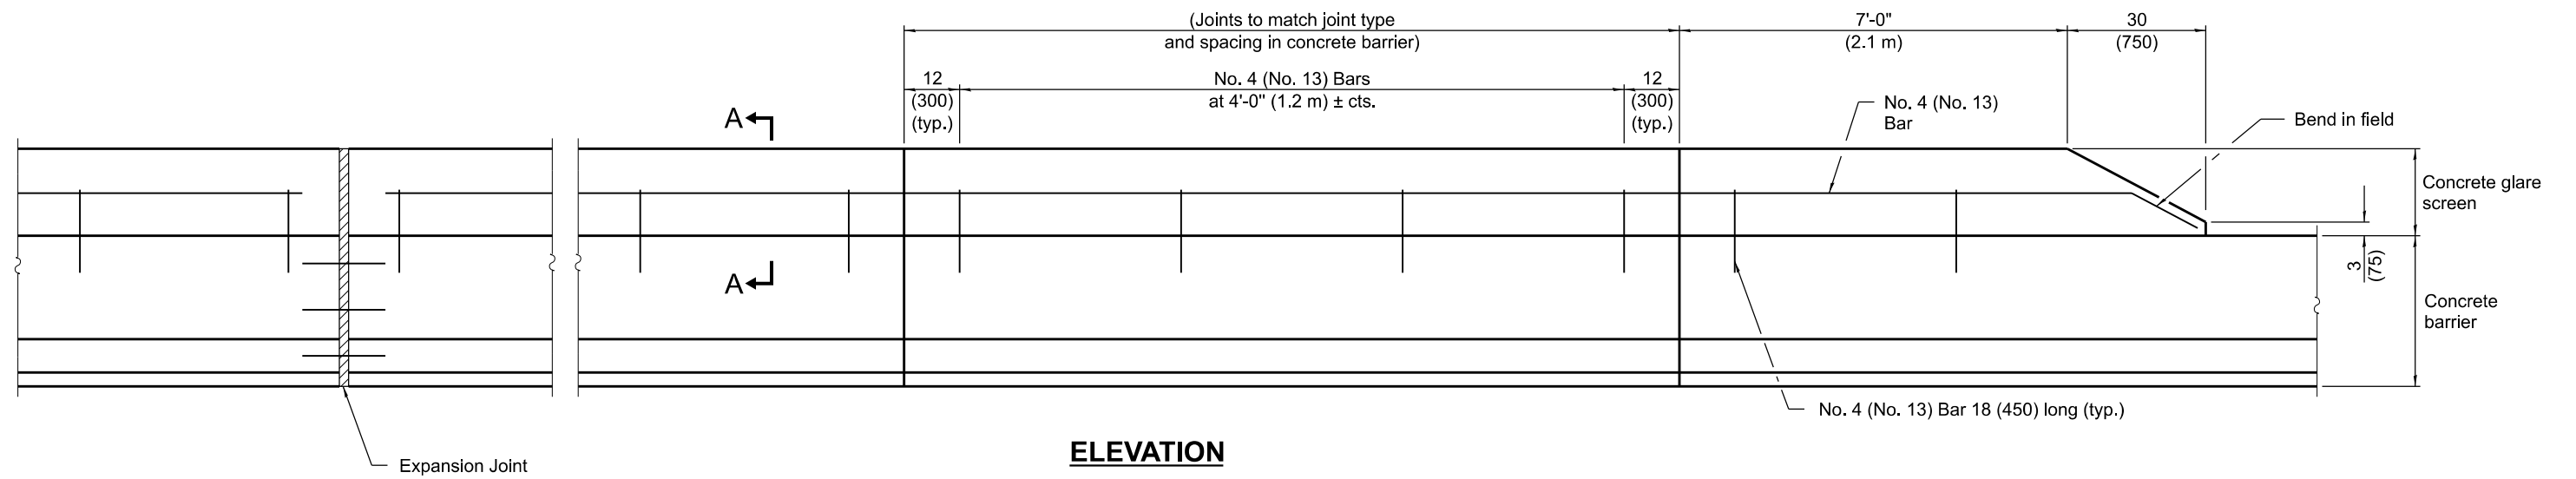 (Joints to match joint type
and spacing in concrete barrier)
7'-0"
(2.1 m)
30
(750)
12
(300)
(typ.)
No. 4 (No. 13) Bars
at 4'-0" (1.2 m) ± cts.
12
(300)
(typ.)
No. 4 (No. 13)
Bar
Bend in field
A
A
Concrete glare
screen
3
(75)
Concrete
barrier
No. 4 (No. 13) Bar 18 (450) long (typ.)
Expansion Joint
ELEVATION